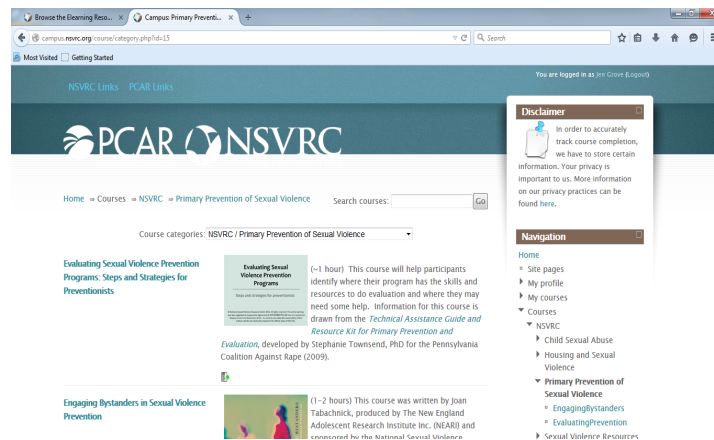 Browse the Elearning Reso...
Campus: Primary Preventi...
campus.nsvrc.org/course/category.php?id=15
Search
Most Visited
Getting Started
You are logged in as Jen Grove (Logout)
NSVRC Links PCAR Links
PCAR NSVRC
Home
Courses
NSVRC
Primary Prevention of Sexual Violence
Search courses:
Go
Course categories:
NSVRC / Primary Prevention of Sexual Violence
Evaluating Sexual Violence Prevention
Programs: Steps and Strategies for
Preventionists
Evaluating Sexual
Violence Prevention
Programs
Steps and strategies for preventionists
(~1 hour) This course will help participants
identify where their program has the skills and
resources to do evaluation and where they may
need some help. Information for this course is
drawn from the Technical Assistance Guide and
Resource Kit for Primary Prevention and
Evaluation, developed by Stephanie Townsend, PhD for the Pennsylvania
Coalition Against Rape (2009).
Engaging Bystanders in Sexual Violence
Prevention
BYSTANDERS
(1-2 hours) This course was written by Joan
Tabachnick, produced by The New England
Adolescent Research Institute Inc. (NEARI) and
sponsored by the National Sexual Violence
Disclaimer
In order to accurately
track course completion,
we have to store certain
information. Your privacy is
important to us. More information
on our privacy practices can be
found here.
Navigation
Home
Site pages
My profile
My courses
Courses
NSVRC
Child Sexual Abuse
Housing and Sexual
Violence
Primary Prevention of
Sexual Violence
EngagingBystanders
EvaluatingPrevention
Sexual Violence Resources